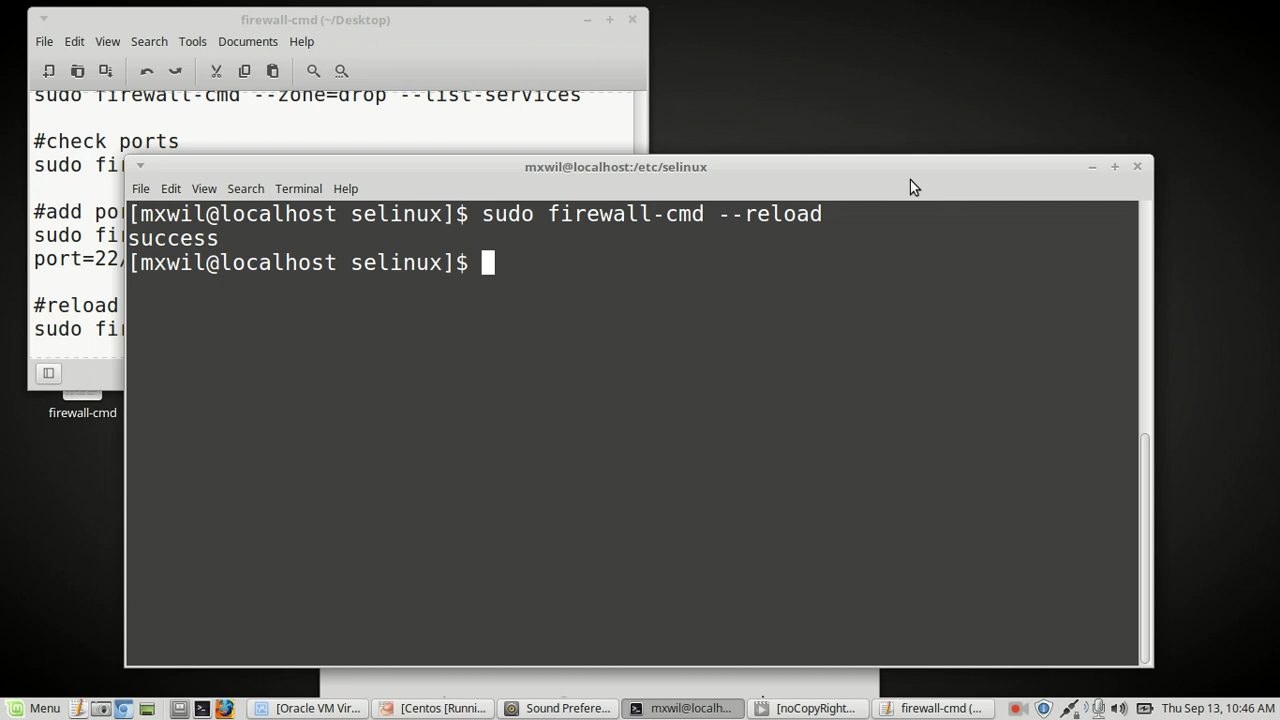 firewall-cmd (~/Desktop)
File Edit View Search Tools Documents Help
sudo firewall-cmd --zone=drop --list-services
#check ports
sudo fi
#add po
sudo fi
port=22/
#reload
sudo fi
mxwil@localhost:/etc/selinux
File Edit View Search Terminal Help
[mxwil@localhost selinux]$ sudo firewall-cmd --reload
success
[mxwil@localhost selinux]$
firewall-cmd
Menu [Oracle VM Vir... [Centos [Runni... Sound Prefere... mxwil@localh... [noCopyRight... firewall-cmd (... Thu Sep 13, 10:46 AM